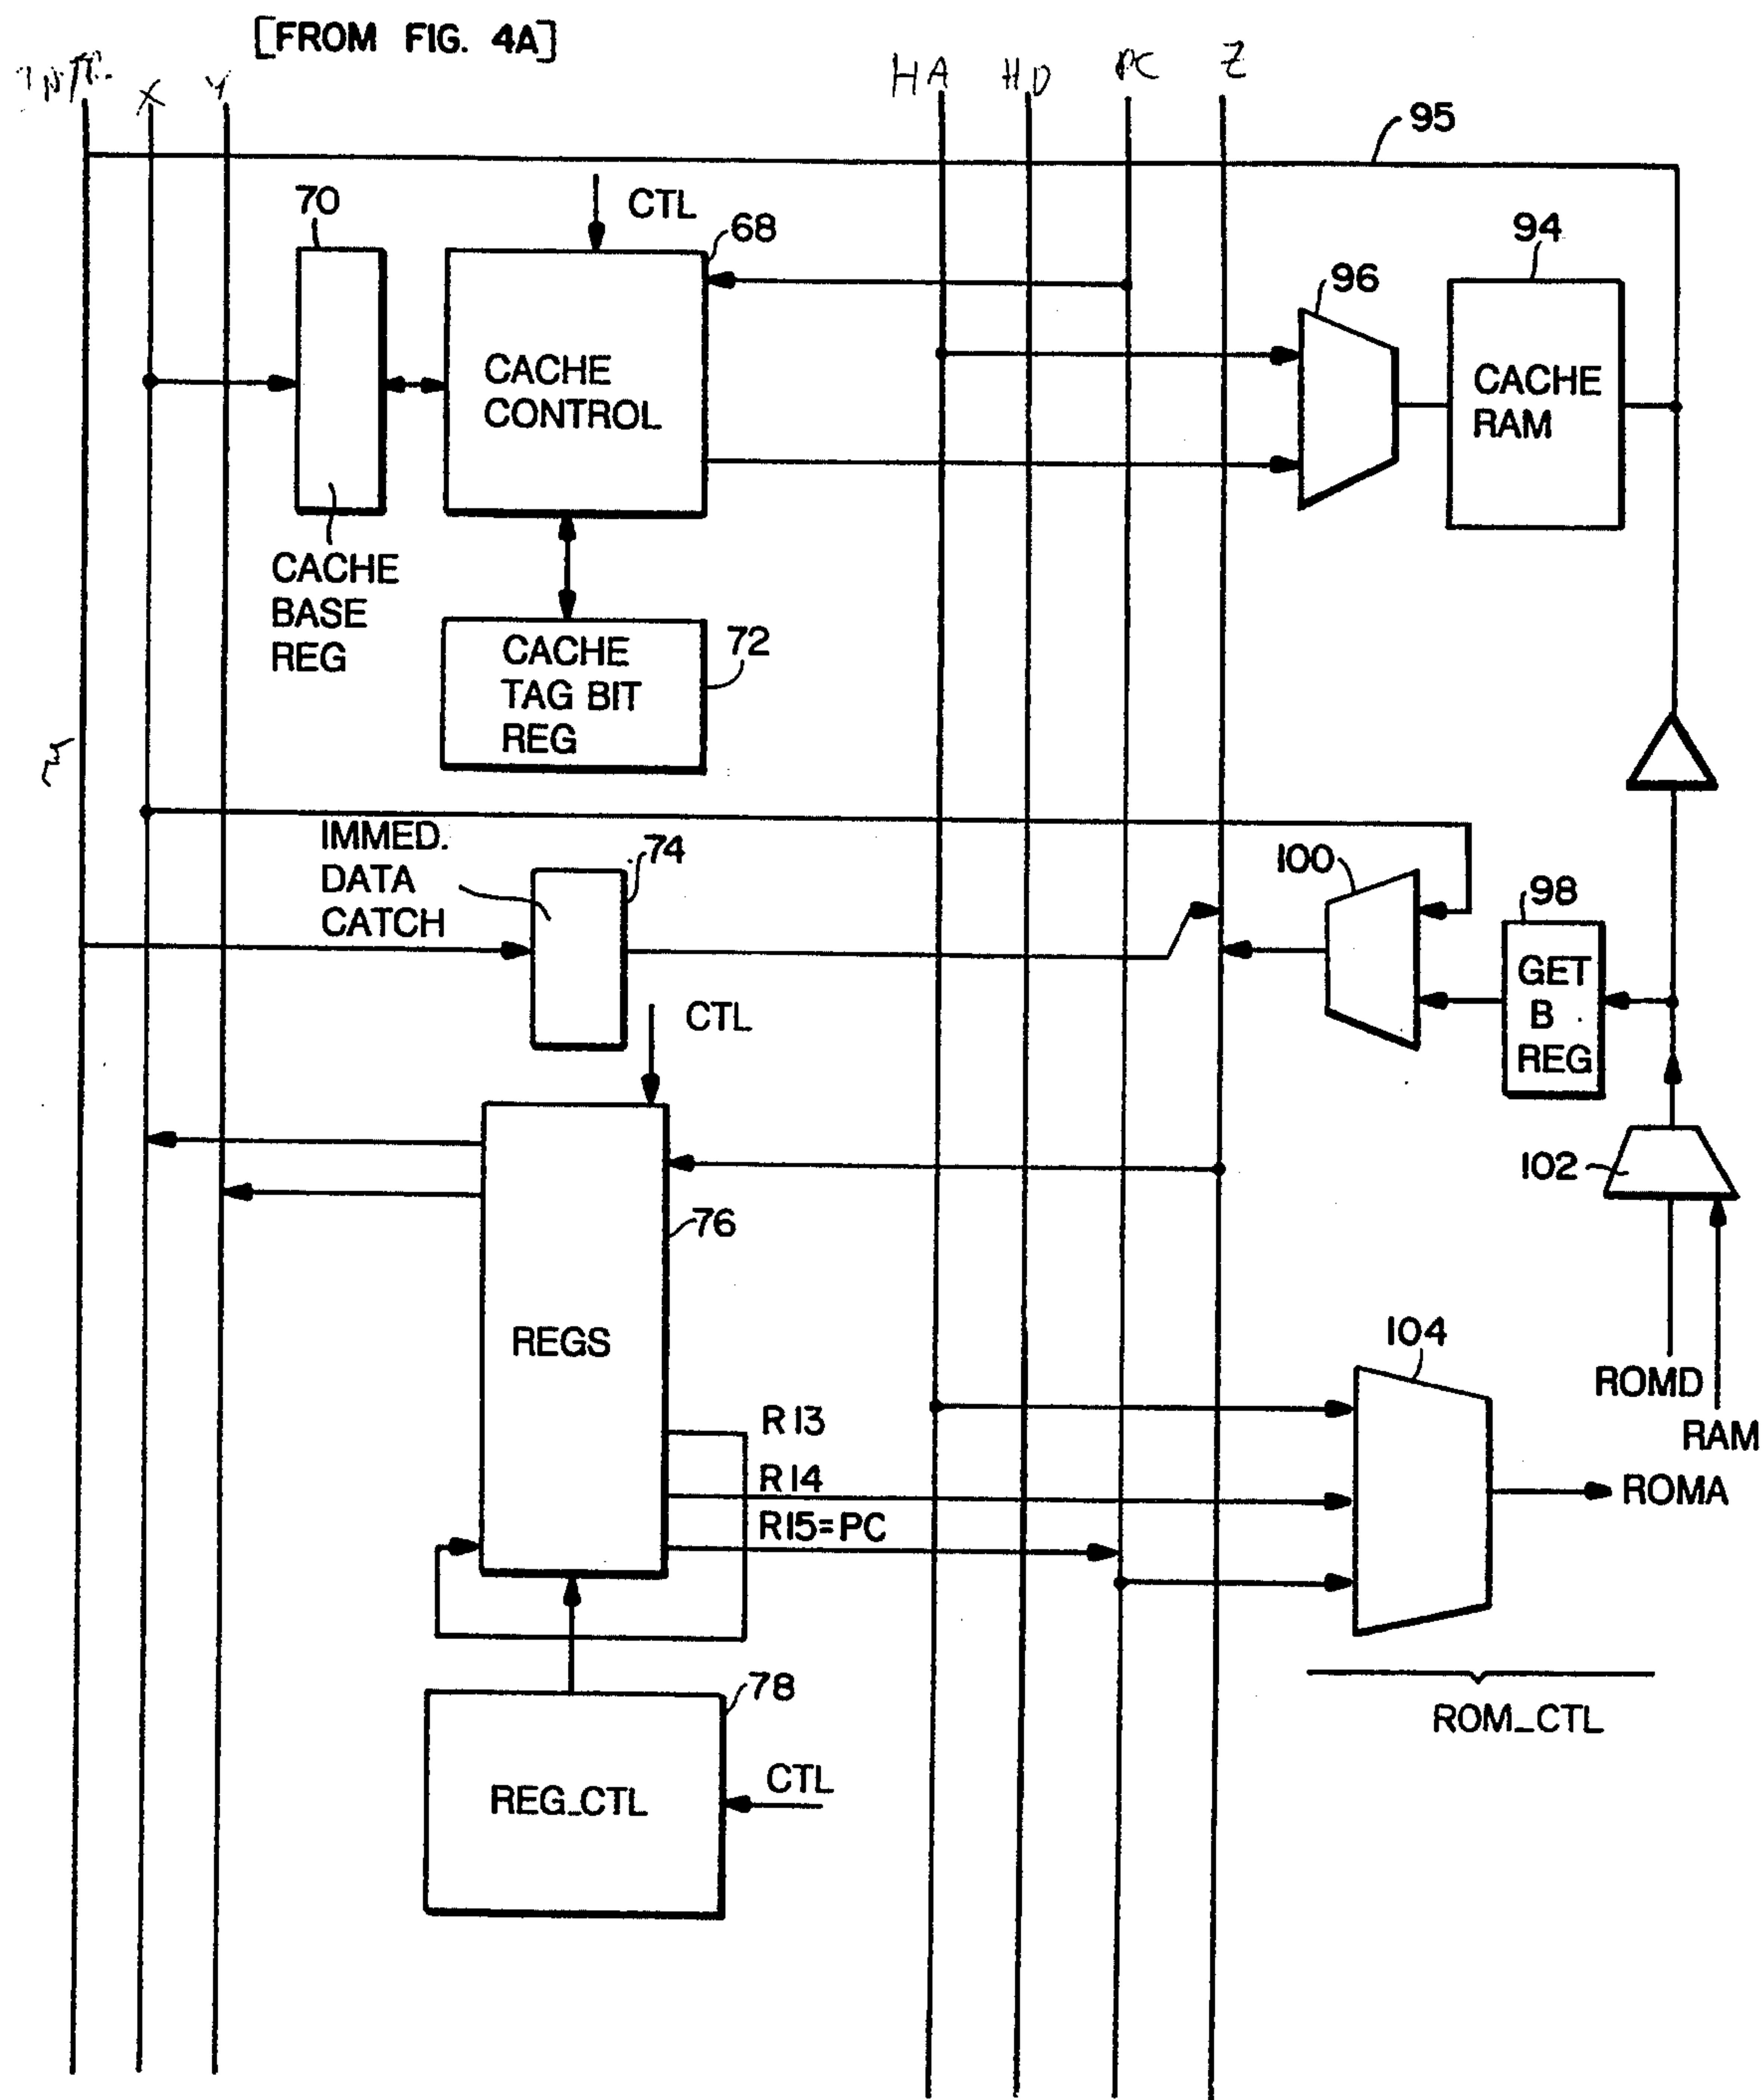 [FROM FIG. 4A]
X
Y
HA
HD
PC
Z
95
70
CTL
68
94
96
CACHE
CONTROL
CACHE
RAM
CACHE
BASE
REG
72
CACHE
TAG BIT
REG
IMMED.
DATA
CATCH
74
100
98
GET
B
REG
CTL
102
76
REGS
104
ROMD
RAM
R13
R14
ROMA
R15=PC
78
ROM_CTL
REG_CTL
CTL